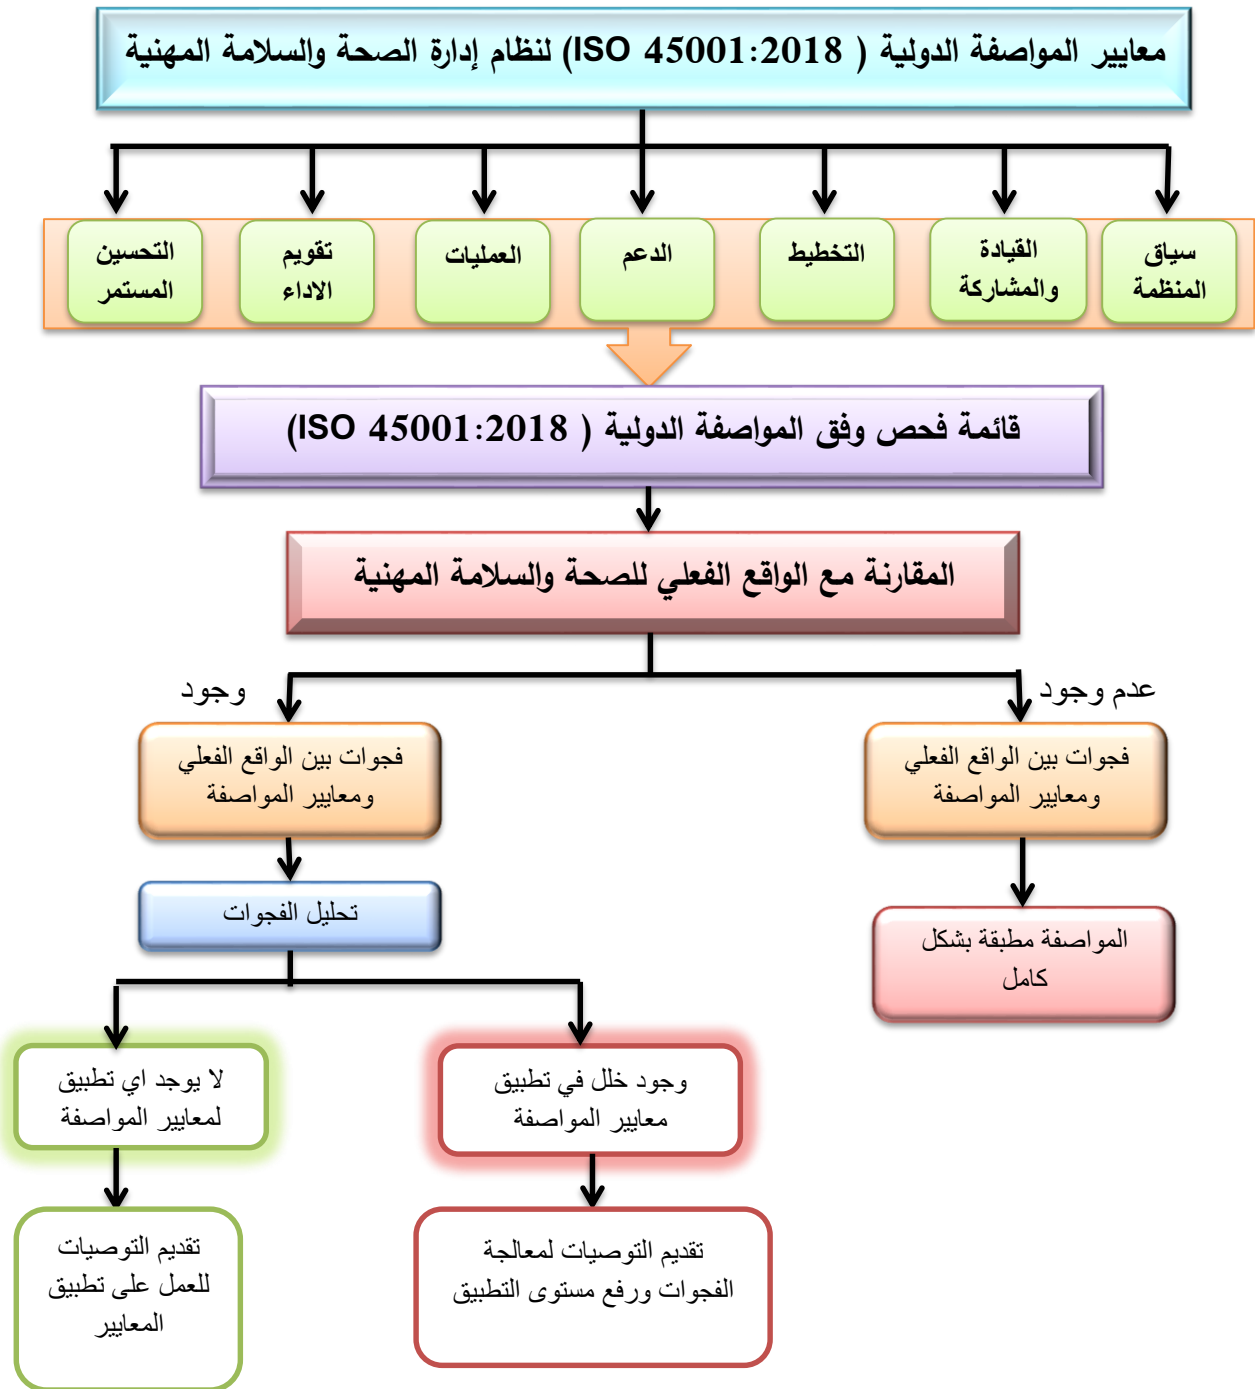 معايير المواصفة الدولية ( ISO 45001:2018) لنظام إدارة الصحة والسلامة المهنية
سياق
المنظمة
القيادة
والمشاركة
التخطيط
الدعم
العمليات
تقويم
الاداء
التحسين
المستمر
قائمة فحص وفق المواصفة الدولية ( ISO 45001:2018)
المقارنة مع الواقع الفعلي للصحة والسلامة المهنية
عدم وجود
وجود
فجوات بين الواقع الفعلي
ومعايير المواصفة
فجوات بين الواقع الفعلي
ومعايير المواصفة
المواصفة مطبقة بشكل
كامل
تحليل الفجوات
وجود خلل في تطبيق
معايير المواصفة
لا يوجد اي تطبيق
لمعايير المواصفة
تقديم التوصيات لمعالجة
الفجوات ورفع مستوى التطبيق
تقديم التوصيات
للعمل على تطبيق
المعايير